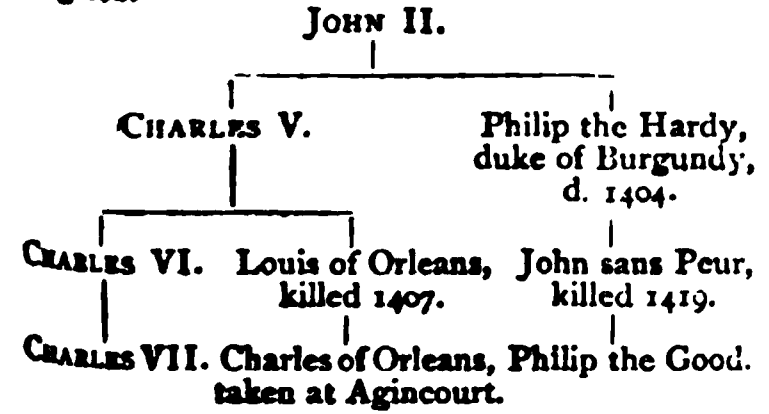 JOHN II.
CHARLES V.
Philip the Hardy,
duke of Burgundy,
d. 1404.
CHARLES VI.
Louis of Orleans,
killed 1407.
John sans Peur,
killed 1419.
CHARLES VII.
Charles of Orleans,
taken at Agincourt.
Philip the Good.